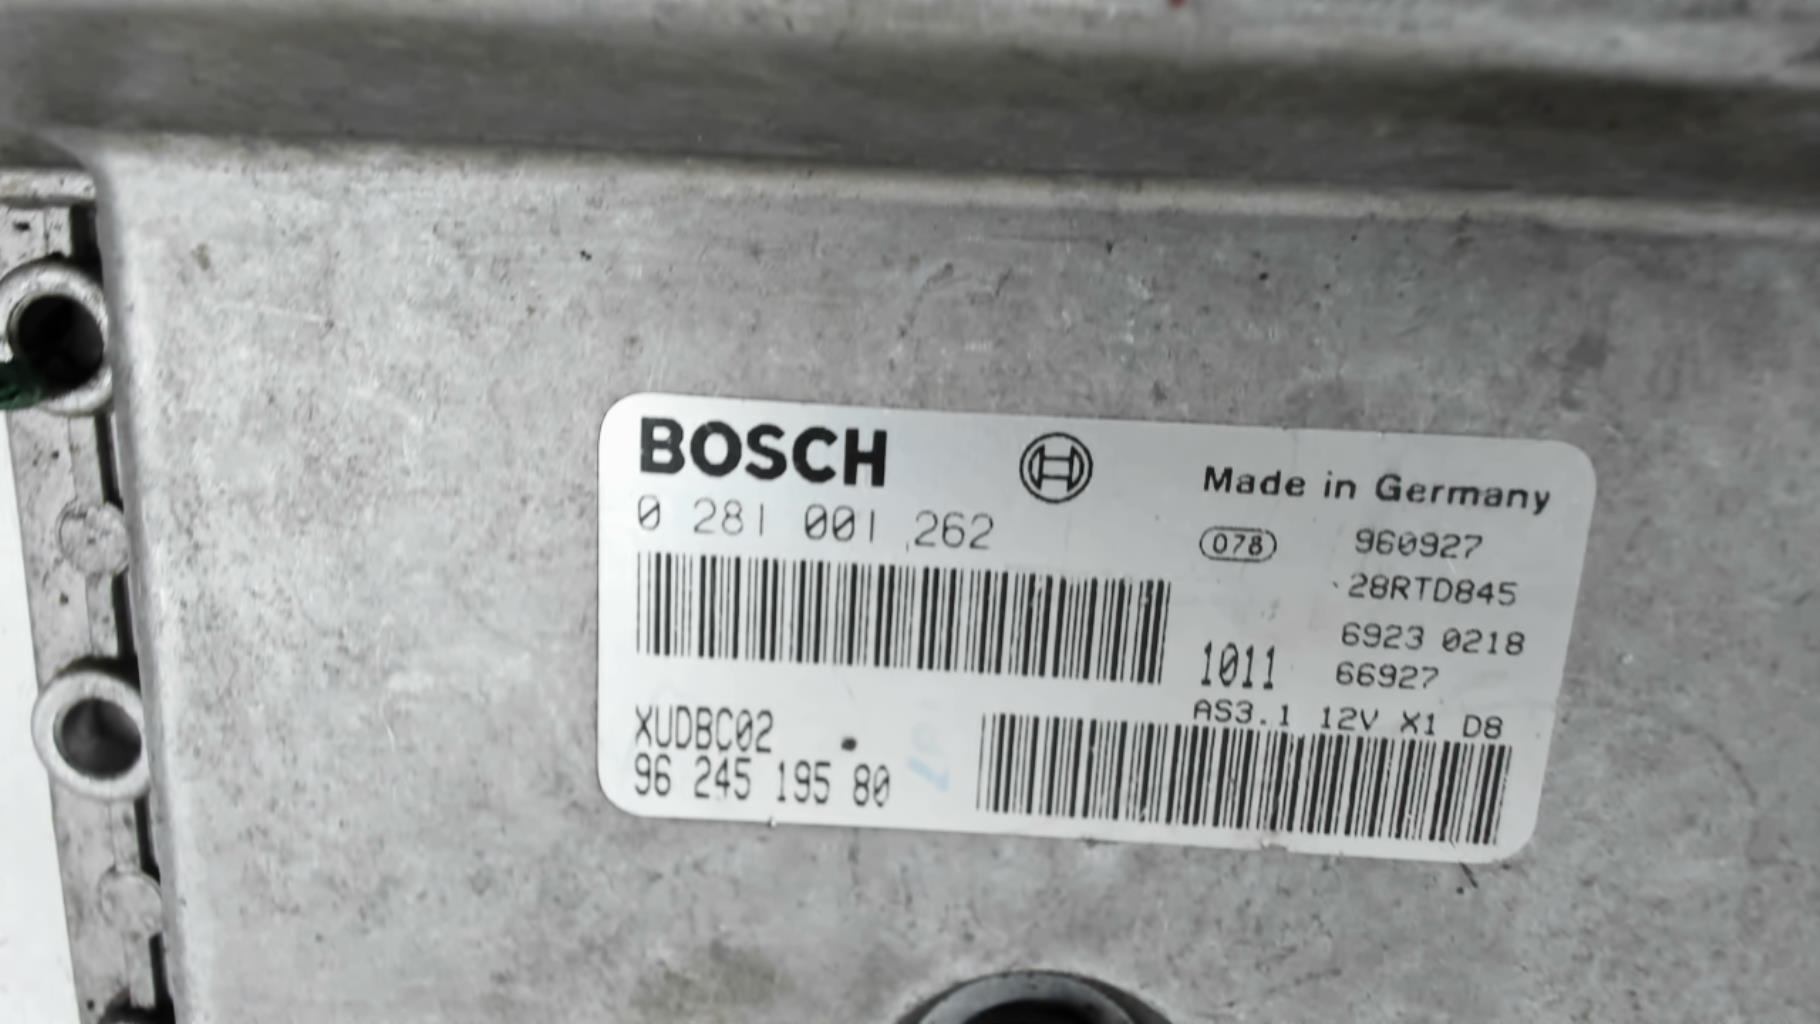 BOSCH
Made in Germany
0 281 001 262
078 960927
28RTD845
6923 0218
1011 66927
AS3.1 12V X1 D8
XUDBC02
96 245 195 80